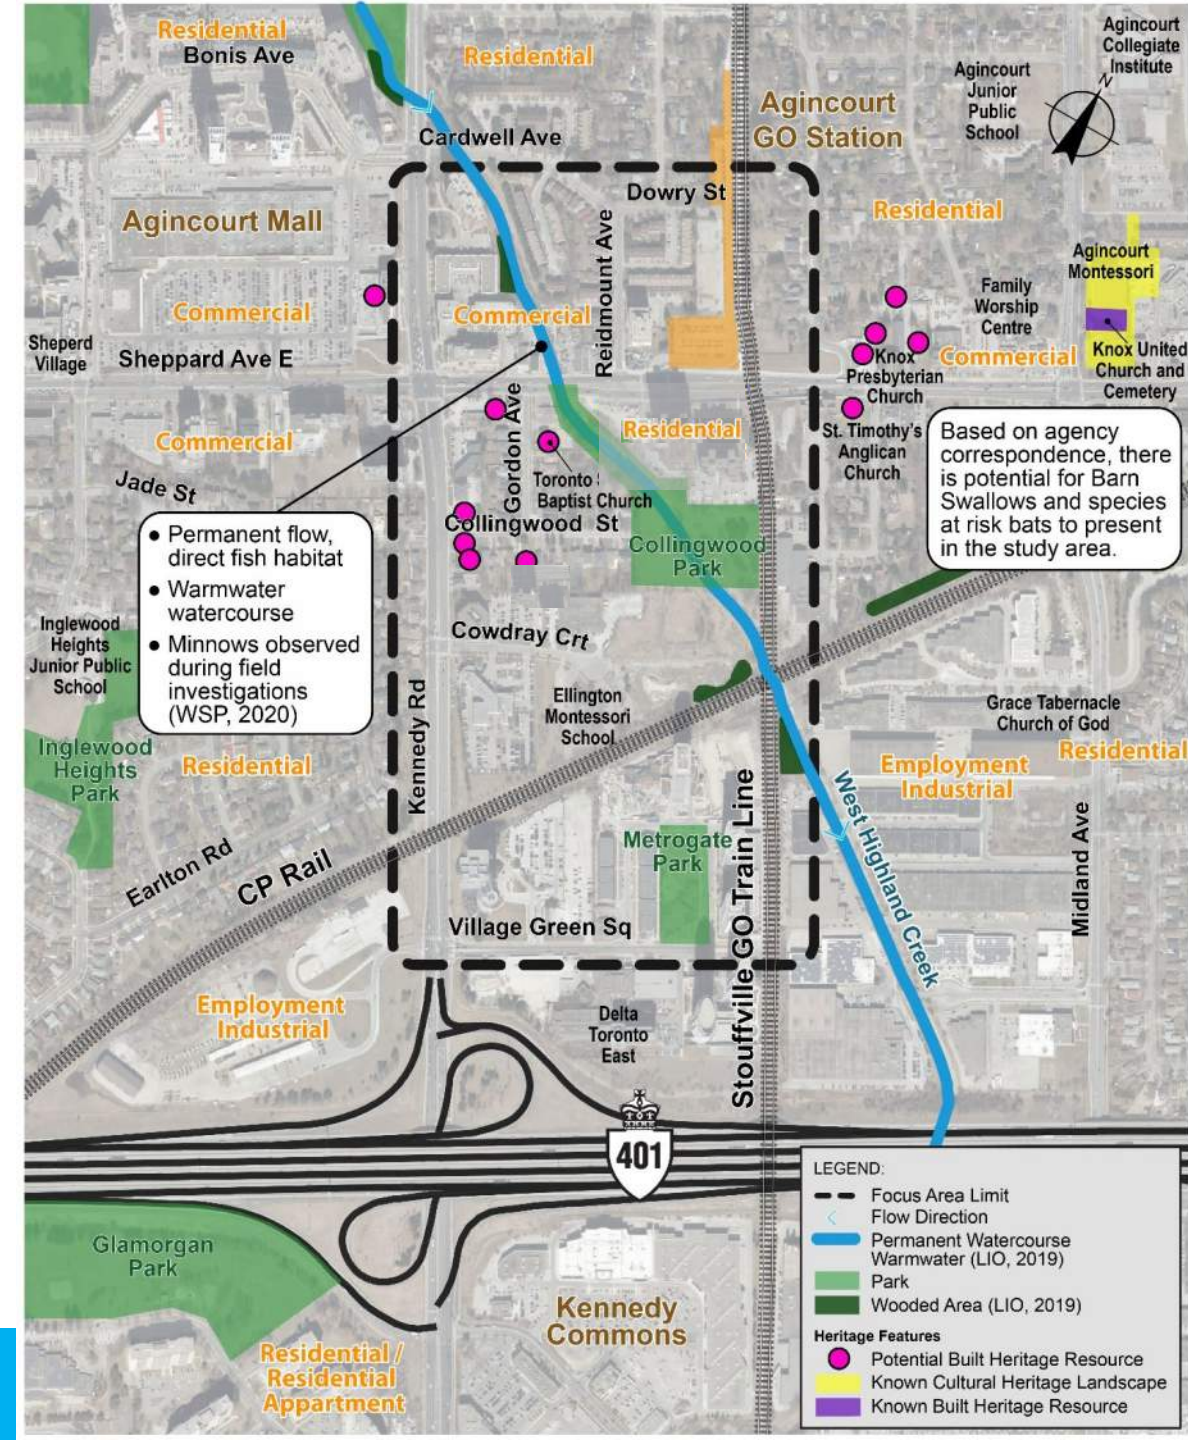 Residential
Bonis Ave
Residential
Agincourt
Collegiate
Institute
Agincourt
Junior
Public
School
N
Agincourt
GO Station
Cardwell Ave
Dowry St
Agincourt Mall
Reidmount Ave
Residential
Agincourt
Montessori
Family
Worship
Centre
Commercial
Commercial
Sheperd
Village
Sheppard Ave E
Knox
Presbyterian
Church
Commercial
Knox United
Church and
Cemetery
Commercial
Gordon Ave
Residential
St. Timothy's
Anglican
Church
Based on agency
correspondence, there
is potential for Barn
Swallows and species
at risk bats to present
in the study area.
Jade St
Toronto
Baptist Church
Collingwood St
Collingwood
Park
• Permanent flow,
direct fish habitat
• Warmwater
watercourse
• Minnows observed
during field
investigations
(WSP, 2020)
Inglewood
Heights
Junior Public
School
Cowdray Crt
Ellington
Montessori
School
Kennedy Rd
Grace Tabernacle
Church of God
Inglewood
Heights
Park
Residential
Employment
Industrial
Residential
West Highland Creek
Metrogate
Park
Stouffville GO Train Line
Midland Ave
Earlton Rd
CP Rail
Village Green Sq
Employment
Industrial
Delta
Toronto
East
401
Glamorgan
Park
Kennedy
Commons
Residential /
Residential
Appartment
LEGEND:
Focus Area Limit
Flow Direction
Permanent Watercourse
Warmwater (LIO, 2019)
Park
Wooded Area (LIO, 2019)
Heritage Features
Potential Built Heritage Resource
Known Cultural Heritage Landscape
Known Built Heritage Resource